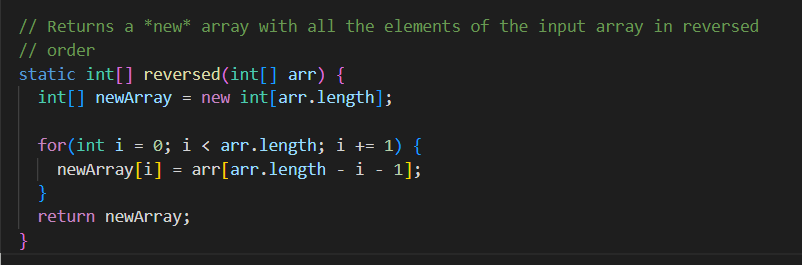 // Returns a *new* array with all the elements of the input array in reversed
// order
static int[] reversed(int[] arr) {
  int[] newArray = new int[arr.length];

  for(int i = 0; i < arr.length; i += 1) {
    newArray[i] = arr[arr.length - i - 1];
  }
  return newArray;
}